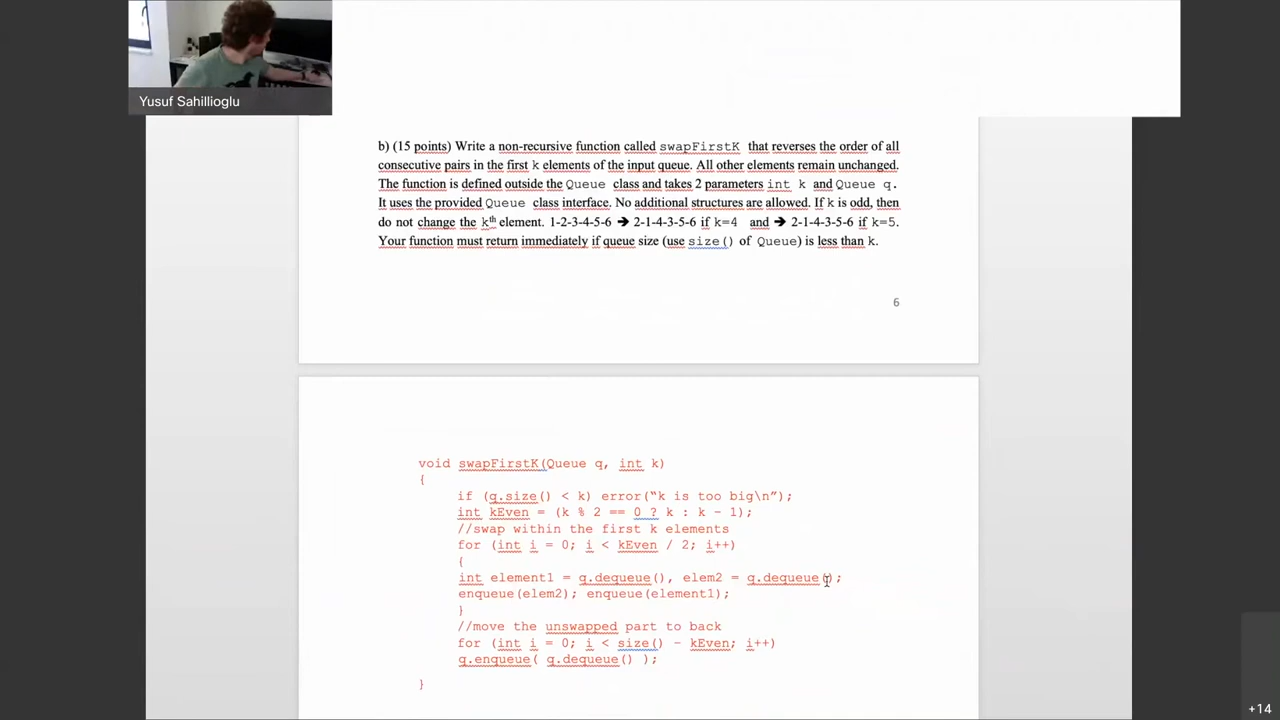 Yusuf Sahillioglu
b) (15 points) Write a non-recursive function called swapFirstK that reverses the order of all
consecutive pairs in the first k elements of the input queue. All other elements remain unchanged.
The function is defined outside the Queue class and takes 2 parameters int k and Queue q.
It uses the provided Queue class interface. No additional structures are allowed. If k is odd, then
do not change the kth element. 1-2-3-4-5-6 ➔ 2-1-4-3-5-6 if k=4 and ➔ 2-1-4-3-5-6 if k=5.
Your function must return immediately if queue size (use size() of Queue) is less than k.
6
void swapFirstK(Queue q, int k)
{
if (q.size() < k) error(“k is too big\n”);
int kEven = (k % 2 == 0 ? k : k - 1);
//swap within the first k elements
for (int i = 0; i < kEven / 2; i++)
{
int element1 = q.dequeue(), elem2 = q.dequeue();
enqueue(elem2); enqueue(element1);
}
//move the unswapped part to back
for (int i = 0; i < size() - kEven; i++)
q.enqueue( q.dequeue() );
}
+14